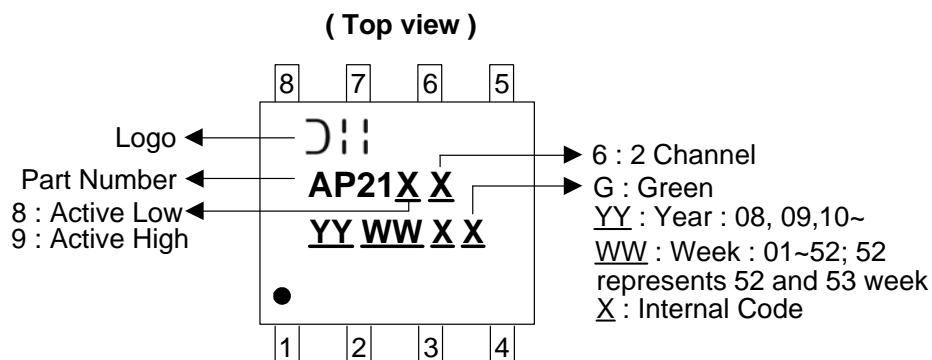 ( Top view )
8 7 6 5
Logo
Part Number
8 : Active Low
9 : Active High
AP21X X
YY WW X X
6 : 2 Channel
G : Green
YY : Year : 08, 09,10~
WW : Week : 01~52; 52
represents 52 and 53 week
X : Internal Code
1 2 3 4